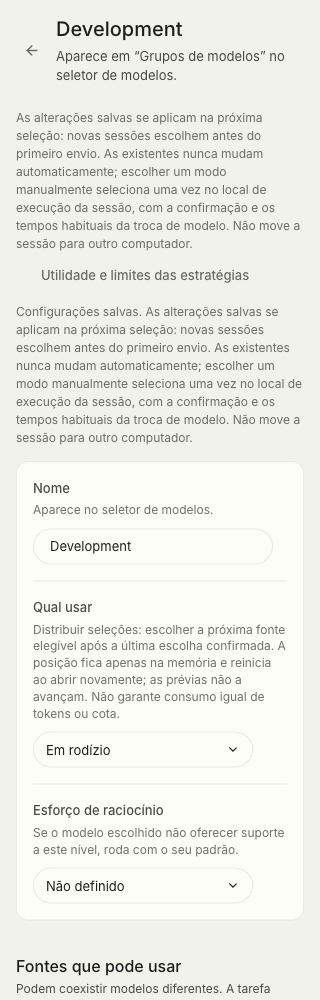 Development
Aparece em “Grupos de modelos” no
seletor de modelos.
As alterações salvas se aplicam na próxima
seleção: novas sessões escolhem antes do
primeiro envio. As existentes nunca mudam
automaticamente; escolher um modo
manualmente seleciona uma vez no local de
execução da sessão, com a confirmação e os
tempos habituais da troca de modelo. Não move a
sessão para outro computador.
Utilidade e limites das estratégias
Configurações salvas. As alterações salvas se
aplicam na próxima seleção: novas sessões
escolhem antes do primeiro envio. As existentes
nunca mudam automaticamente; escolher um
modo manualmente seleciona uma vez no local de
execução da sessão, com a confirmação e os
tempos habituais da troca de modelo. Não move a
sessão para outro computador.
Nome
Aparece no seletor de modelos.
Development
Qual usar
Distribuir seleções: escolher a próxima fonte
elegível após a última escolha confirmada. A
posição fica apenas na memória e reinicia
ao abrir novamente; as prévias não a
avançam. Não garante consumo igual de
tokens ou cota.
Em rodízio
Esforço de raciocínio
Se o modelo escolhido não oferecer suporte
a este nível, roda com o seu padrão.
Não definido
Fontes que pode usar
Podem coexistir modelos diferentes. A tarefa